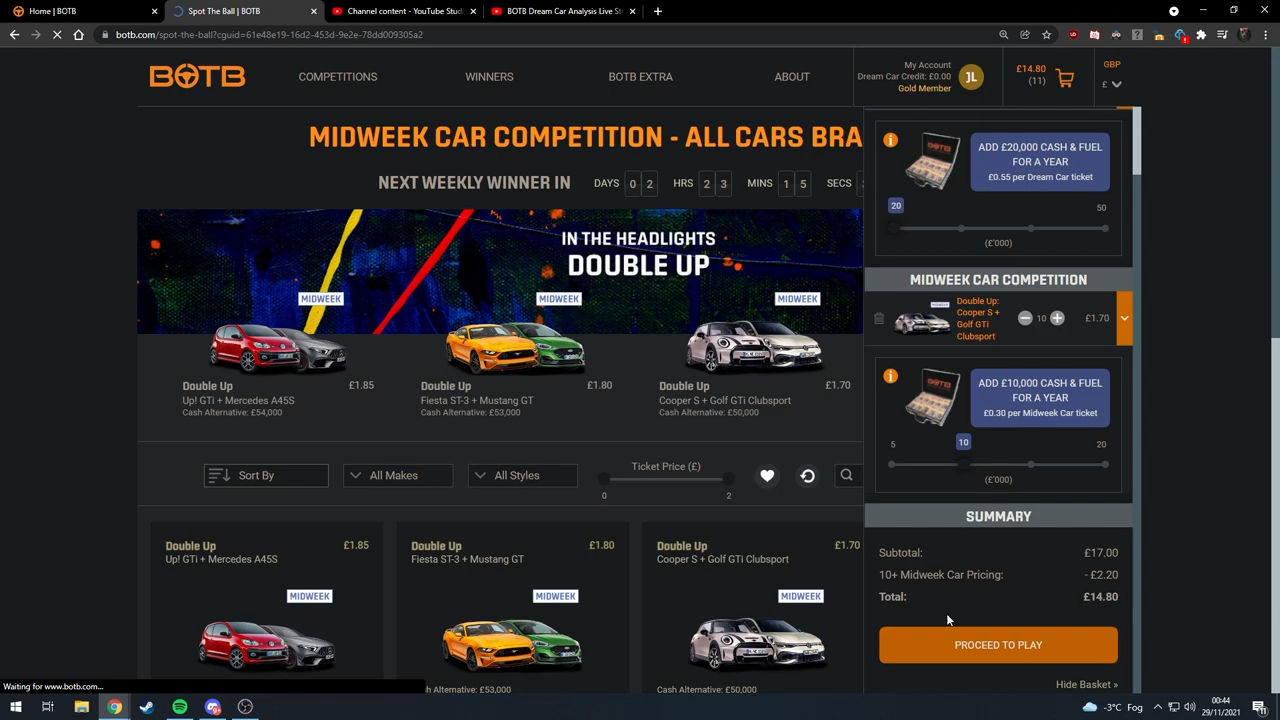 Home | BOTB
Spot The Ball | BOTB
Channel content - YouTube Stud
BOTB Dream Car Analysis Live St
botb.com/spot-the-ball?cguid=61e48e19-16d2-453d-9e2e-78dd009305a2
BOTB
COMPETITIONS
WINNERS
BOTB EXTRA
ABOUT
My Account
Dream Car Credit: £0.00
Gold Member
JL
£14.80
(11)
GBP
£
MIDWEEK CAR COMPETITION - ALL CARS BRA
NEXT WEEKLY WINNER IN
DAYS 0 2 HRS 2 3 MINS 1 5 SECS
IN THE HEADLIGHTS
DOUBLE UP
MIDWEEK
MIDWEEK
MIDWEEK
Double Up £1.85
Up! GTi + Mercedes A45S
Cash Alternative: £54,000
Double Up £1.80
Fiesta ST-3 + Mustang GT
Cash Alternative: £53,000
Double Up £1.70
Cooper S + Golf GTi Clubsport
Cash Alternative: £50,000
Sort By
All Makes
All Styles
Ticket Price (£)
0 2
Double Up £1.85
Up! GTi + Mercedes A45S
MIDWEEK
Double Up £1.80
Fiesta ST-3 + Mustang GT
MIDWEEK
sh Alternative: £53,000
Double Up £1.70
Cooper S + Golf GTi Clubsport
MIDWEEK
Cash Alternative: £50,000
ADD £20,000 CASH & FUEL
FOR A YEAR
£0.55 per Dream Car ticket
20 50
(£'000)
MIDWEEK CAR COMPETITION
Double Up:
Cooper S +
Golf GTi
Clubsport
10
£1.70
ADD £10,000 CASH & FUEL
FOR A YEAR
£0.30 per Midweek Car ticket
5 10 20
(£'000)
SUMMARY
Subtotal: £17.00
10+ Midweek Car Pricing: - £2.20
Total: £14.80
PROCEED TO PLAY
Hide Basket »
Waiting for www.botb.com...
-3°C Fog
00:44
29/11/2021